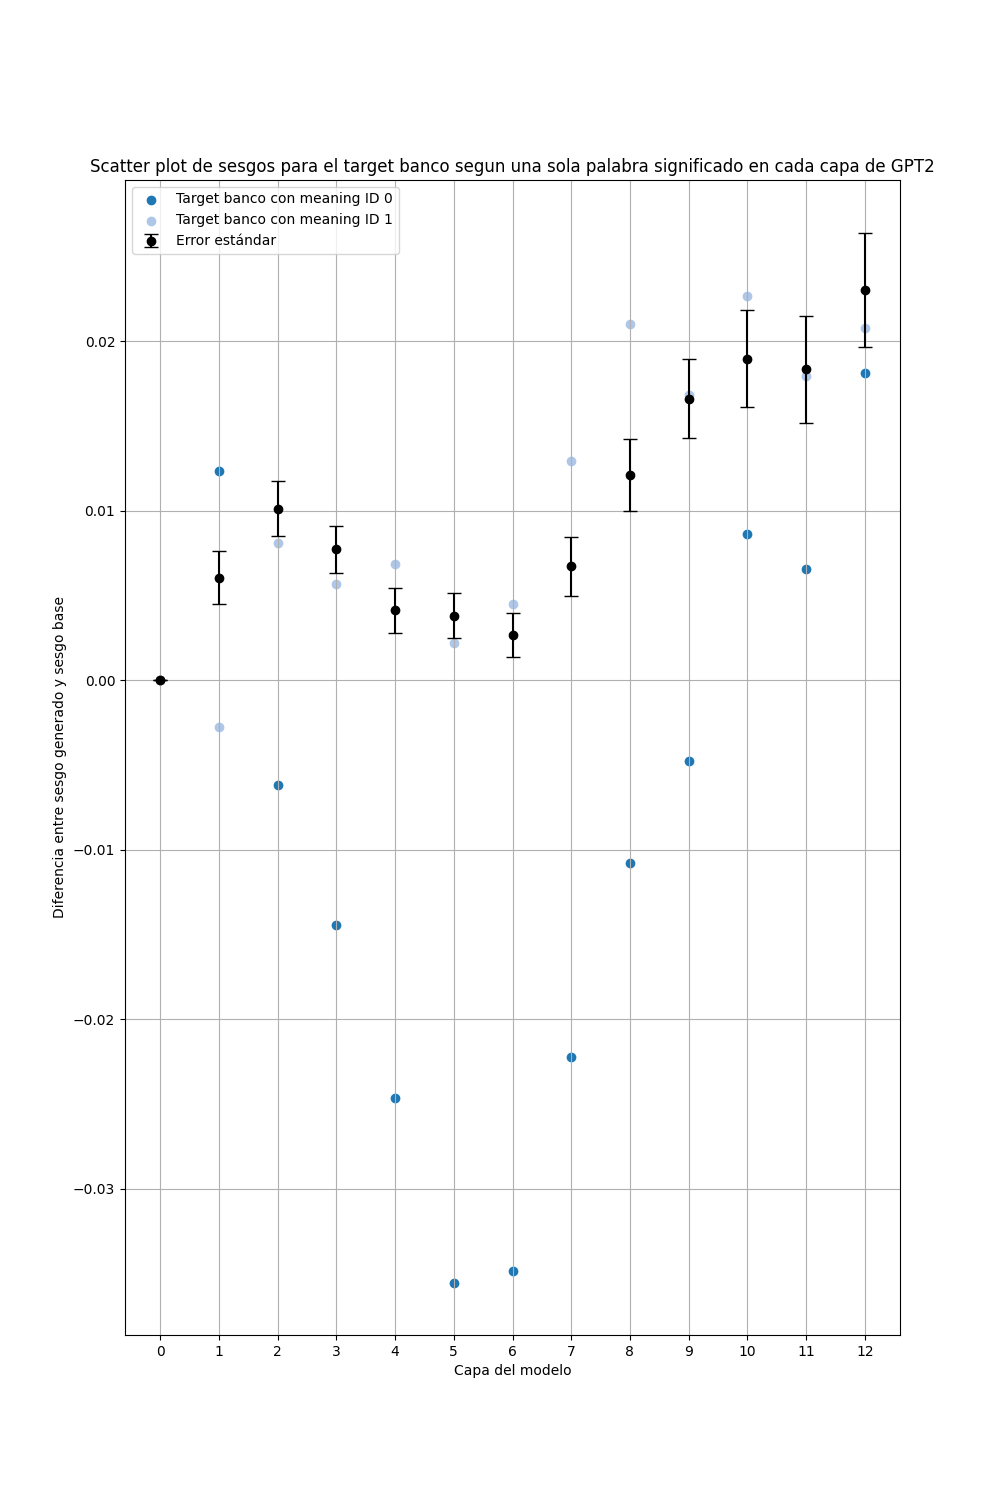 Scatter plot de sesgos para el target banco segun una sola palabra significado en cada capa de GPT2
Target banco con meaning ID 0
Target banco con meaning ID 1
Error estándar
Diferencia entre sesgo generado y sesgo base
0.02
0.01
0.00
−0.01
−0.02
−0.03
0 1 2 3 4 5 6 7 8 9 10 11 12
Capa del modelo